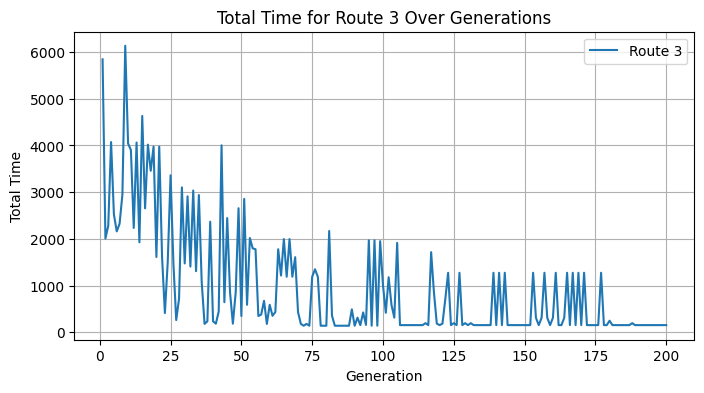 Total Time for Route 3 Over Generations
Route 3
Total Time
6000
5000
4000
3000
2000
1000
0
0 25 50 75 100 125 150 175 200
Generation